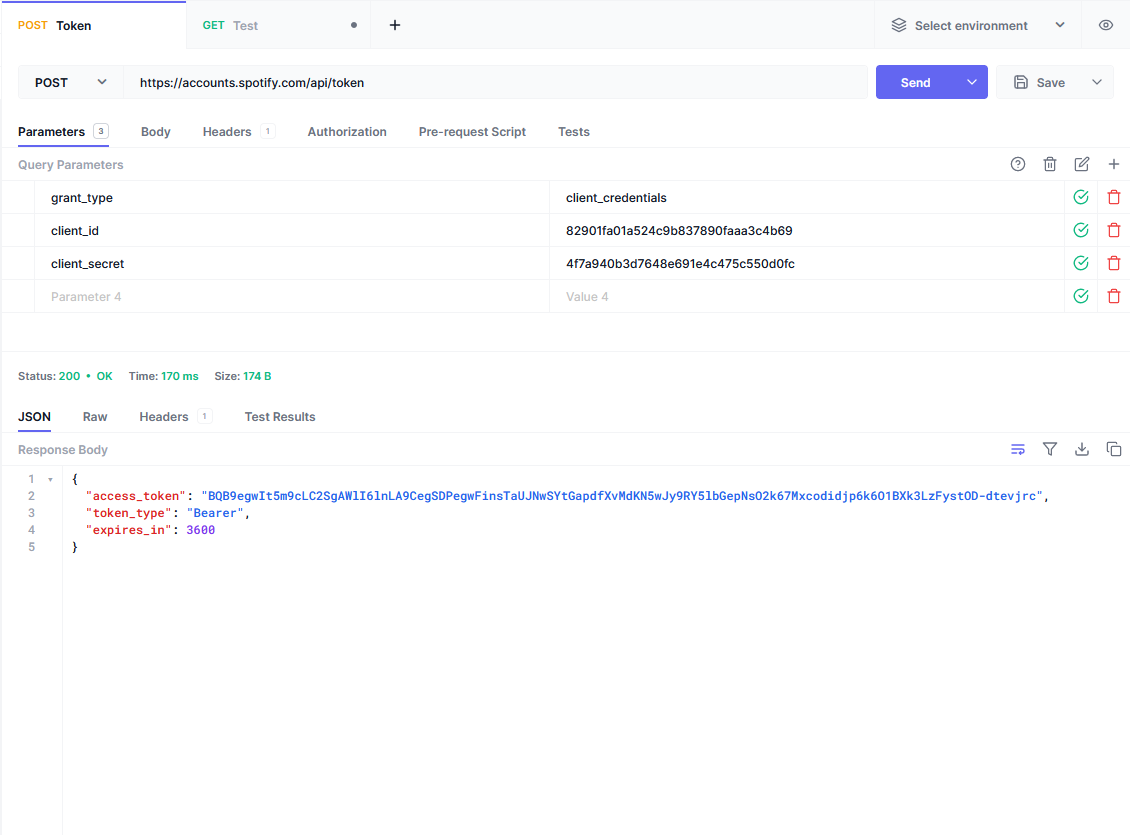 POST Token GET Test Select environment
POST https://accounts.spotify.com/api/token Send Save
Parameters 3 Body Headers 1 Authorization Pre-request Script Tests
Query Parameters
grant_type client_credentials
client_id 82901fa01a524c9b837890faaa3c4b69
client_secret 4f7a940b3d7648e691e4c475c550d0fc
Parameter 4 Value 4
Status: 200 • OK Time: 170 ms Size: 174 B
JSON Raw Headers 1 Test Results
Response Body
1 {
2 "access_token": "BQB9egwIt5m9cLC2SgAWlI6lnLA9CegSDPegwFinsTaUJNwSYtGapdfXvMdKN5wJy9RY5lbGepNsO2k67Mxcodidjp6k6O1BXk3LzFystOD-dtevjrc",
3 "token_type": "Bearer",
4 "expires_in": 3600
5 }